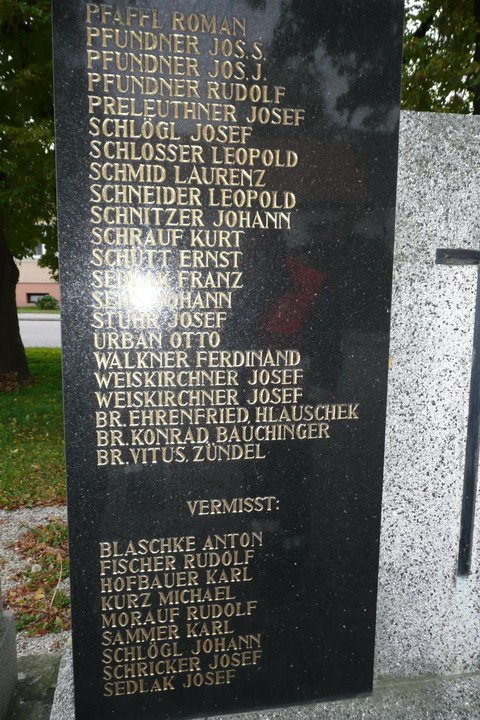 PFAFFL ROMAN
PFUNDNER JOS. S.
PFUNDNER JOS. J.
PFUNDNER RUDOLF
PRELEUTHNER JOSEF
SCHLÖGL JOSEF
SCHLOSSER LEOPOLD
SCHMID LAURENZ
SCHNEIDER LEOPOLD
SCHNITZER JOHANN
SCHRAUF KURT
SCHÜTT ERNST
SEDLAK FRANZ
JOHANN
STUHR JOSEF
URBAN OTTO
WALKNER FERDINAND
WEISKIRCHNER JOSEF
WEISKIRCHNER JOSEF
BR. EHRENFRIED. HLAUSCHEK
BR. KONRAD. BAUCHINGER
BR. VITUS. ZÜNDEL
VERMISST:
BLASCHKE ANTON
FISCHER RUDOLF
HOFBAUER KARL
KURZ MICHAEL
MORAUF RUDOLF
SAMMER KARL
SCHLÖGL JOHANN
SCHRICKER JOSEF
SEDLAK JOSEF